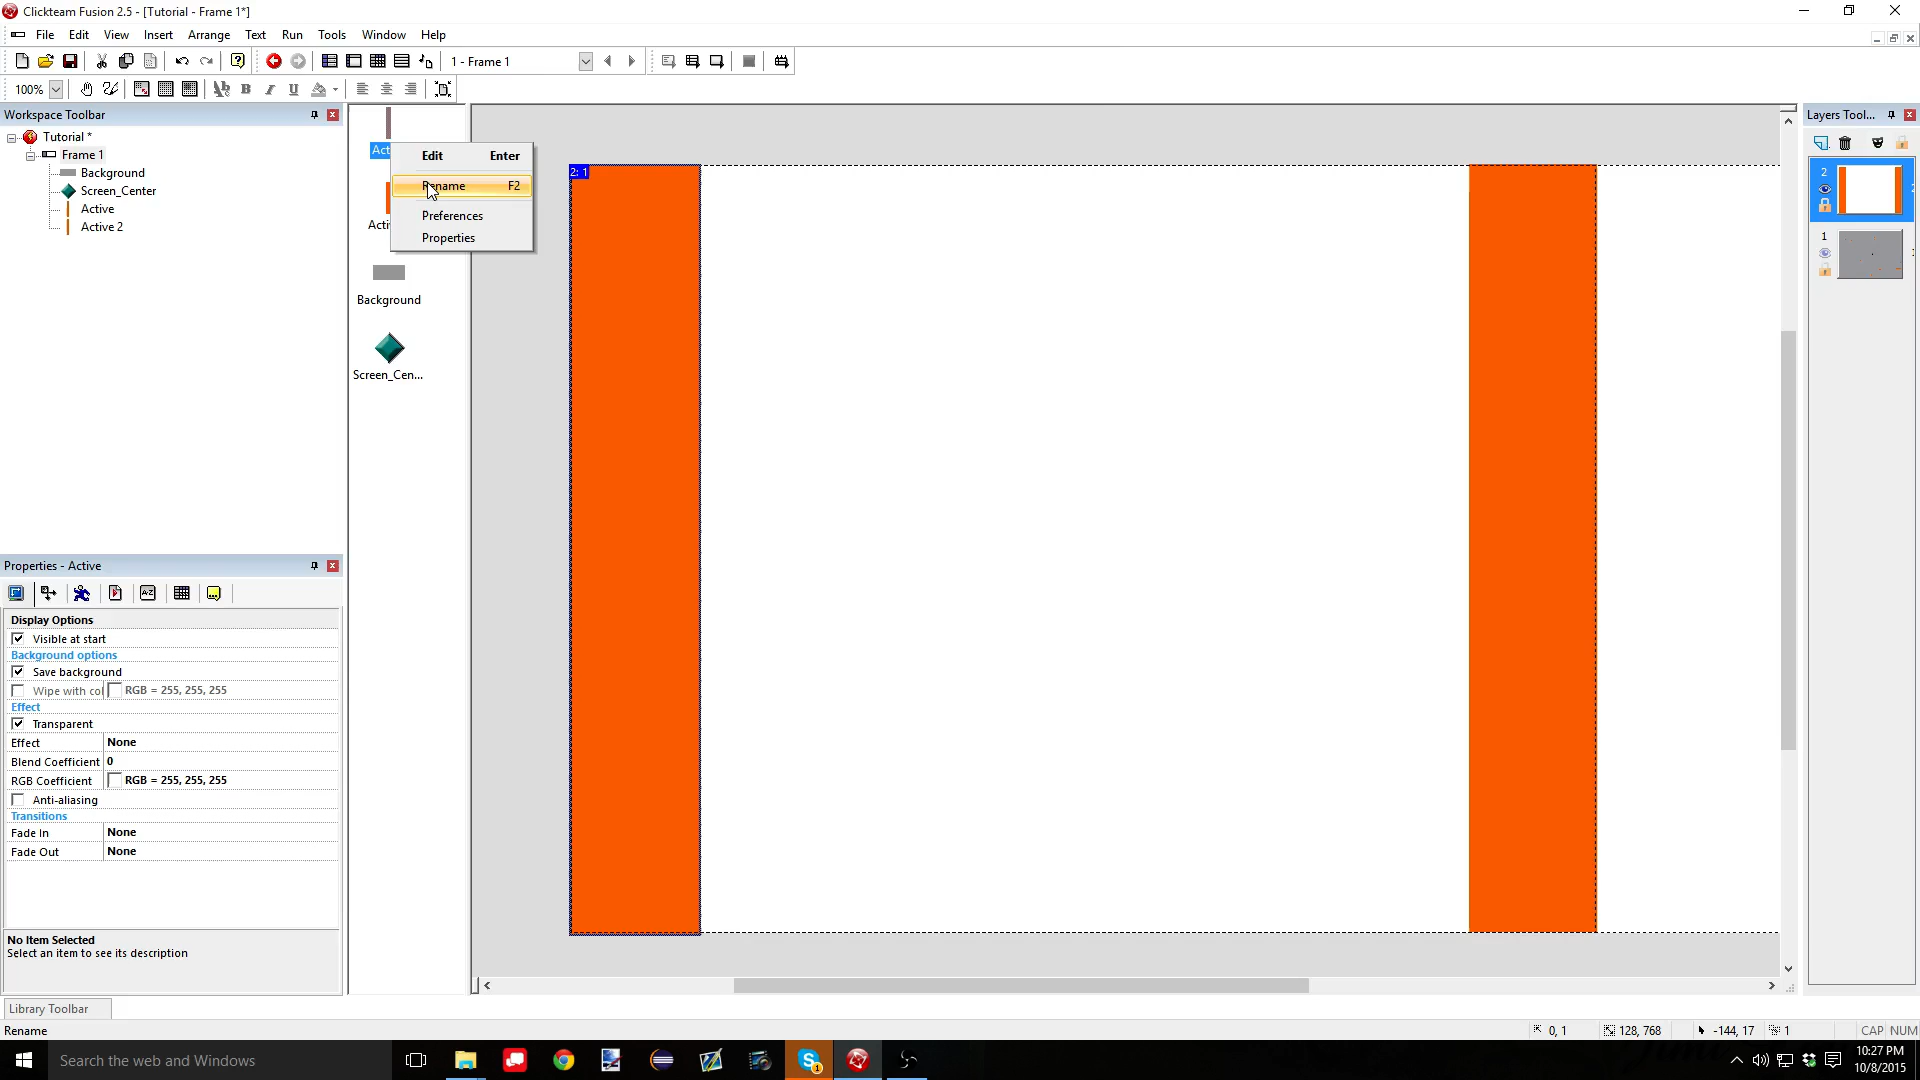 Clickteam Fusion 2.5 - [Tutorial - Frame 1*]
File Edit View Insert Arrange Text Run Tools Window Help
1 - Frame 1
100%
Workspace Toolbar
Tutorial *
Frame 1
Background
Screen_Center
Active
Active 2
Act
Acti
Background
Screen_Cen...
Edit Enter
Rename F2
Preferences
Properties
2: 1
Layers Tool...
2
1
Properties - Active
Display Options
Visible at start
Background options
Save background
Wipe with col RGB = 255, 255, 255
Effect
Transparent
Effect None
Blend Coefficient 0
RGB Coefficient RGB = 255, 255, 255
Anti-aliasing
Transitions
Fade In None
Fade Out None
No Item Selected
Select an item to see its description
Library Toolbar
Rename
0, 1 128, 768 -144, 17 1 CAP NUM
Search the web and Windows
10:27 PM
10/8/2015